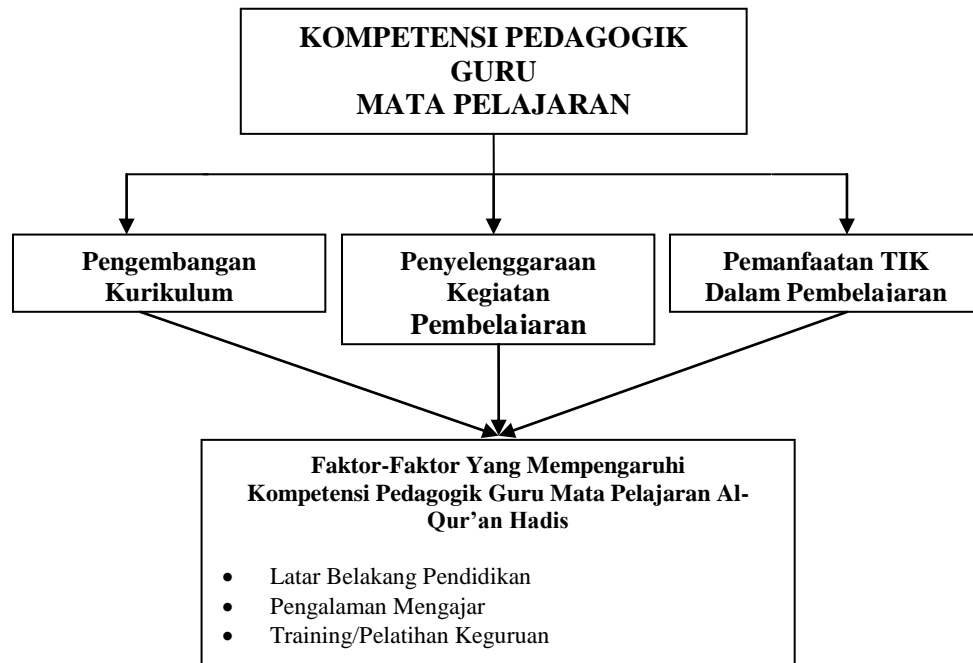 KOMPETENSI PEDAGOGIK
GURU
MATA PELAJARAN
Pengembangan
Kurikulum
Penyelenggaraan
Kegiatan
Pembelajaran
Pemanfaatan TIK
Dalam Pembelajaran
Faktor-Faktor Yang Mempengaruhi
Kompetensi Pedagogik Guru Mata Pelajaran Al-
Qur’an Hadis
• Latar Belakang Pendidikan
• Pengalaman Mengajar
• Training/Pelatihan Keguruan